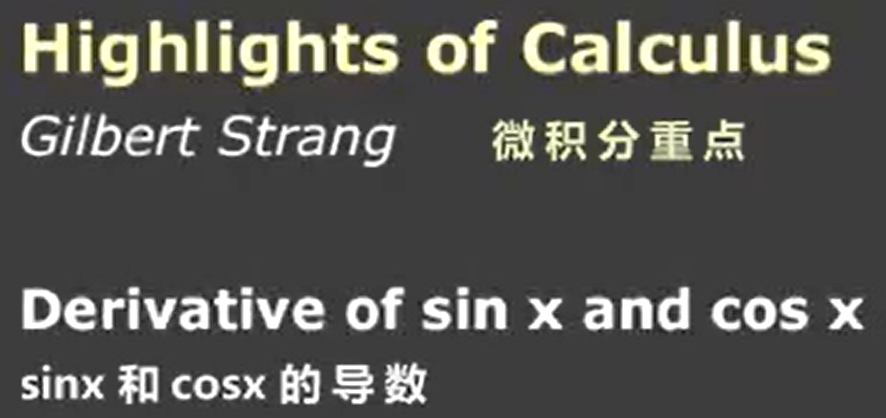 Highlights of Calculus
Gilbert Strang 微积分重点
Derivative of sin x and cos x
sinx 和 cosx 的导数